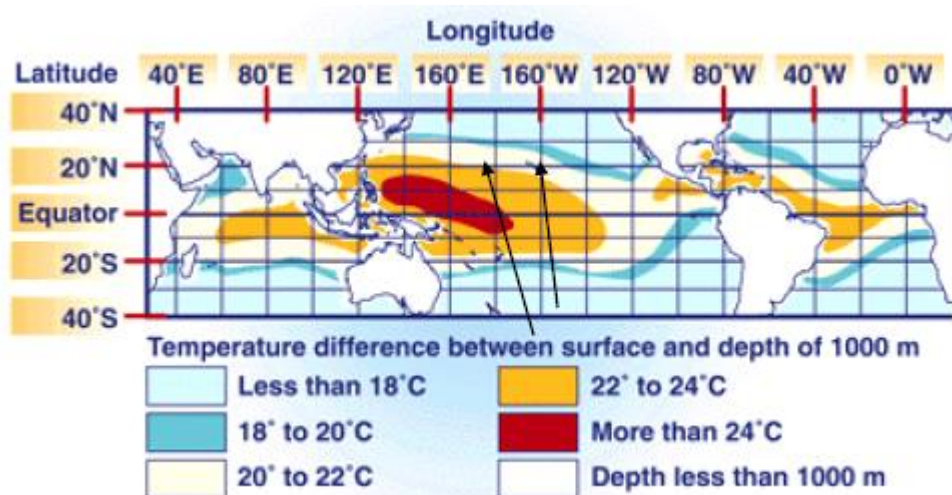 Longitude
Latitude 40°E 80°E 120°E 160°E 160°W 120°W 80°W 40°W 0°W
40°N
20°N
Equator
20°S
40°S
Temperature difference between surface and depth of 1000 m
Less than 18°C
22° to 24°C
18° to 20°C
More than 24°C
20° to 22°C
Depth less than 1000 m